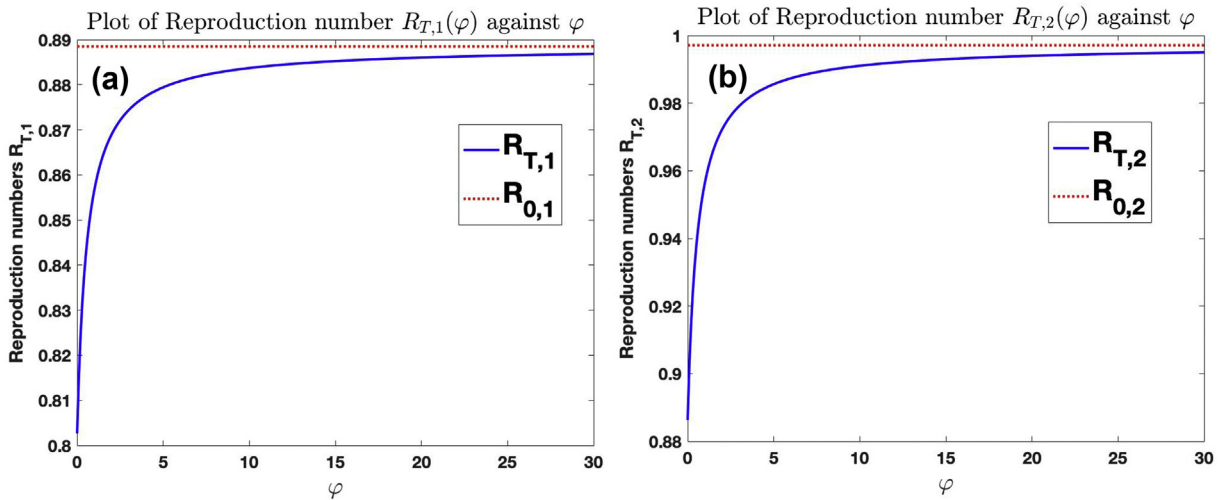 Plot of Reproduction number R_{T,1}(φ) against φ
(a)
Reproduction numbers R_{T,1}
0.89
0.88
0.87
0.86
0.85
0.84
0.83
0.82
0.81
0.8
0 5 10 15 20 25 30
φ
R_{T,1}
R_{0,1}
Plot of Reproduction number R_{T,2}(φ) against φ
(b)
Reproduction numbers R_{T,2}
1
0.98
0.96
0.94
0.92
0.9
0.88
0 5 10 15 20 25 30
φ
R_{T,2}
R_{0,2}